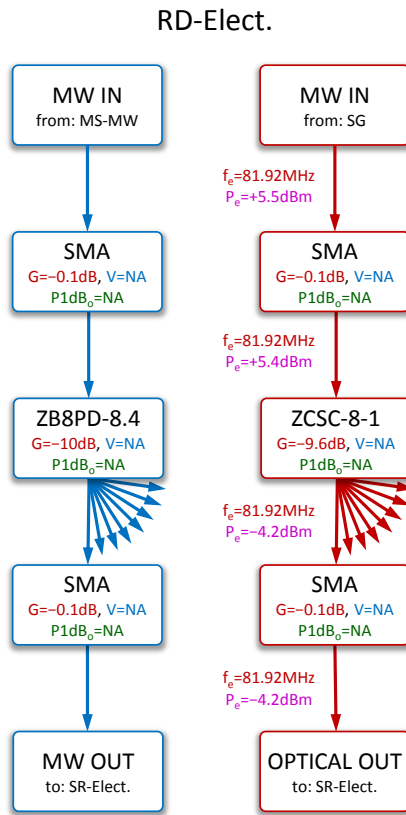 RD-Elect.
MW IN
from: MS-MW
SMA
G=−0.1dB, V=NA
P1dBₒ=NA
ZB8PD-8.4
G=−10dB, V=NA
P1dBₒ=NA
SMA
G=−0.1dB, V=NA
P1dBₒ=NA
MW OUT
to: SR-Elect.
MW IN
from: SG
fₑ=81.92MHz
Pₑ=+5.5dBm
SMA
G=−0.1dB, V=NA
P1dBₒ=NA
fₑ=81.92MHz
Pₑ=+5.4dBm
ZCSC-8-1
G=−9.6dB, V=NA
P1dBₒ=NA
fₑ=81.92MHz
Pₑ=−4.2dBm
SMA
G=−0.1dB, V=NA
P1dBₒ=NA
fₑ=81.92MHz
Pₑ=−4.2dBm
OPTICAL OUT
to: SR-Elect.